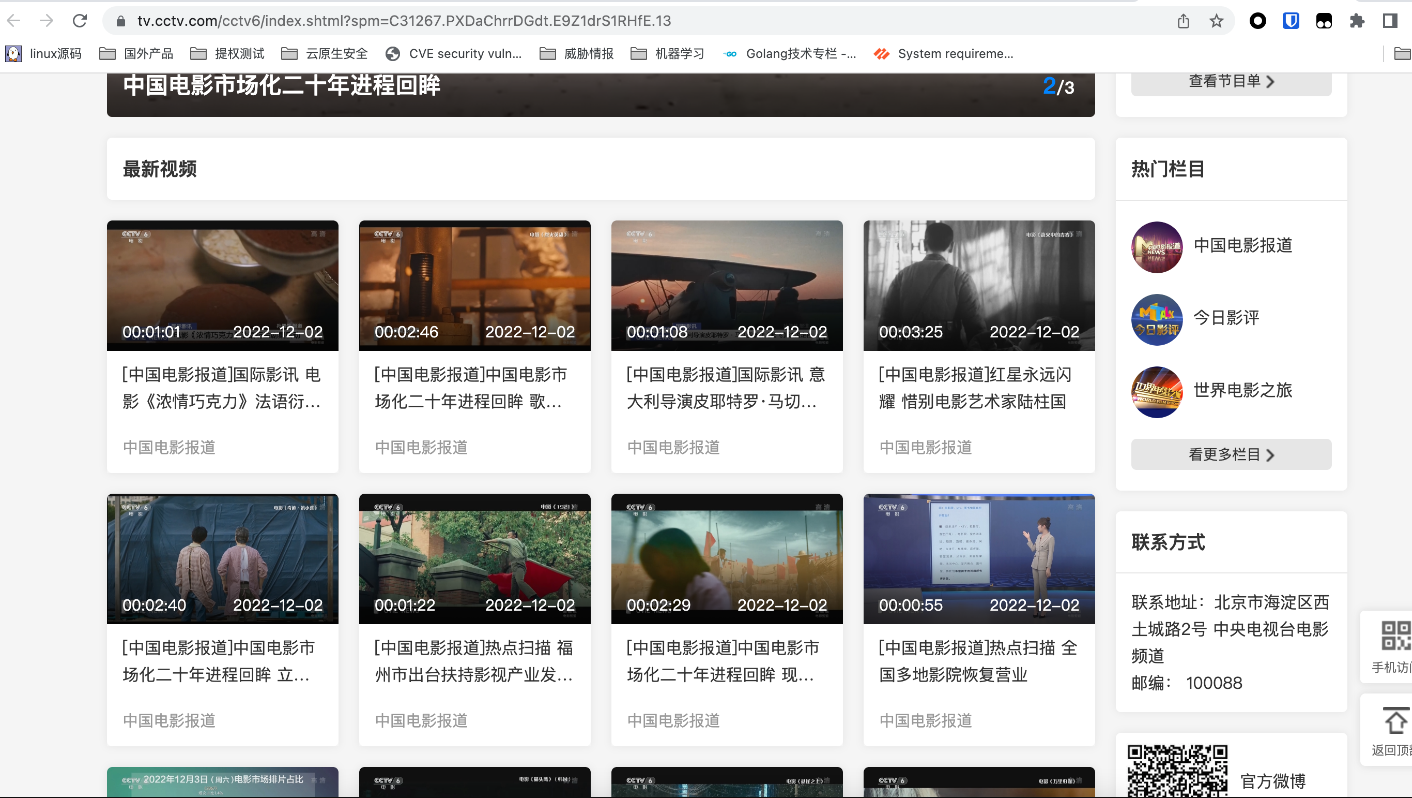 tv.cctv.com/cctv6/index.shtml?spm=C31267.PXDaChrrDGdt.E9Z1drS1RHfE.13
linux源码 国外产品 提权测试 云原生安全 CVE security vuln... 威胁情报 机器学习 Golang技术专栏 -... System requireme...
中国电影市场化二十年进程回眸
2/3
查看节目单
最新视频
00:01:01 2022-12-02
[中国电影报道]国际影讯 电
影《浓情巧克力》法语衍...
中国电影报道
00:02:46 2022-12-02
[中国电影报道]中国电影市
场化二十年进程回眸 歌...
中国电影报道
00:01:08 2022-12-02
[中国电影报道]国际影讯 意
大利导演皮耶特罗·马切...
中国电影报道
00:03:25 2022-12-02
[中国电影报道]红星永远闪
耀 惜别电影艺术家陆柱国
中国电影报道
00:02:40 2022-12-02
[中国电影报道]中国电影市
场化二十年进程回眸 立...
中国电影报道
00:01:22 2022-12-02
[中国电影报道]热点扫描 福
州市出台扶持影视产业发...
中国电影报道
00:02:29 2022-12-02
[中国电影报道]中国电影市
场化二十年进程回眸 现...
中国电影报道
00:00:55 2022-12-02
[中国电影报道]热点扫描 全
国多地影院恢复营业
中国电影报道
2022年12月3日（周六）电影市场排片占比
热门栏目
中国电影报道
今日影评
世界电影之旅
看更多栏目
联系方式
联系地址：北京市海淀区西
土城路2号 中央电视台电影
频道
邮编： 100088
官方微博
手机访问
返回顶部